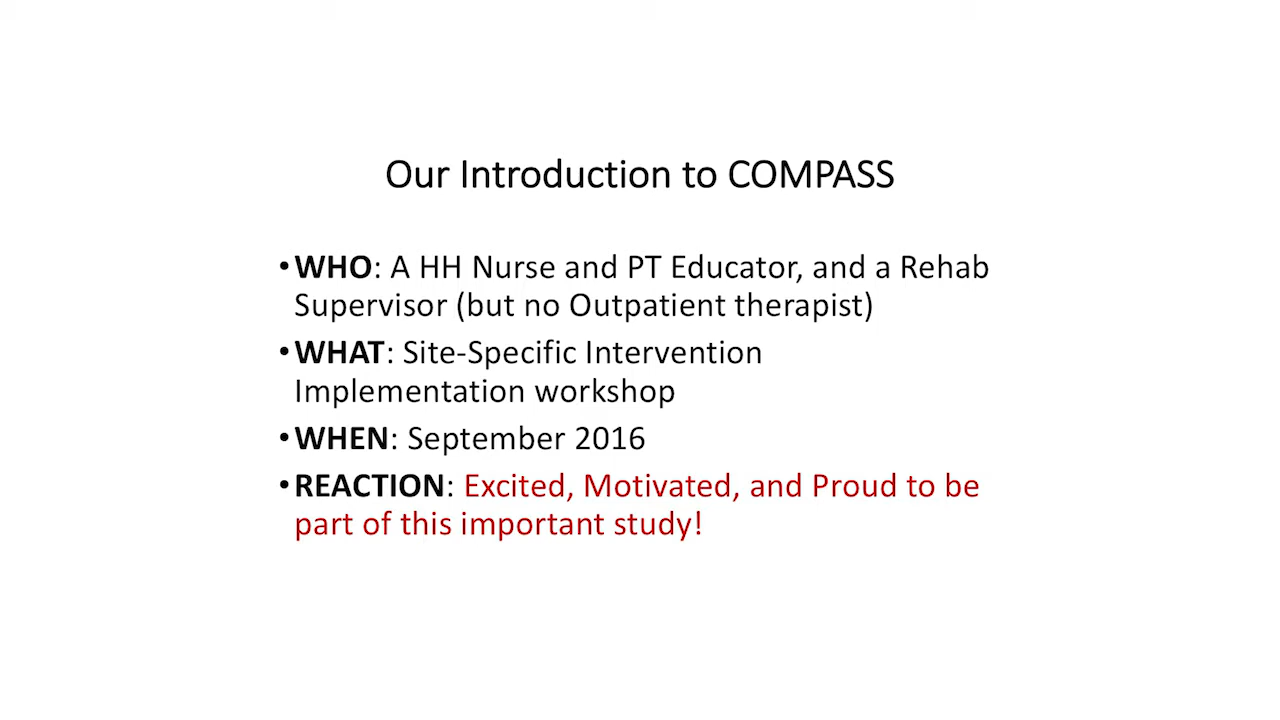 Our Introduction to COMPASS
•WHO: A HH Nurse and PT Educator, and a Rehab
Supervisor (but no Outpatient therapist)
•WHAT: Site-Specific Intervention
Implementation workshop
•WHEN: September 2016
•REACTION: Excited, Motivated, and Proud to be
part of this important study!